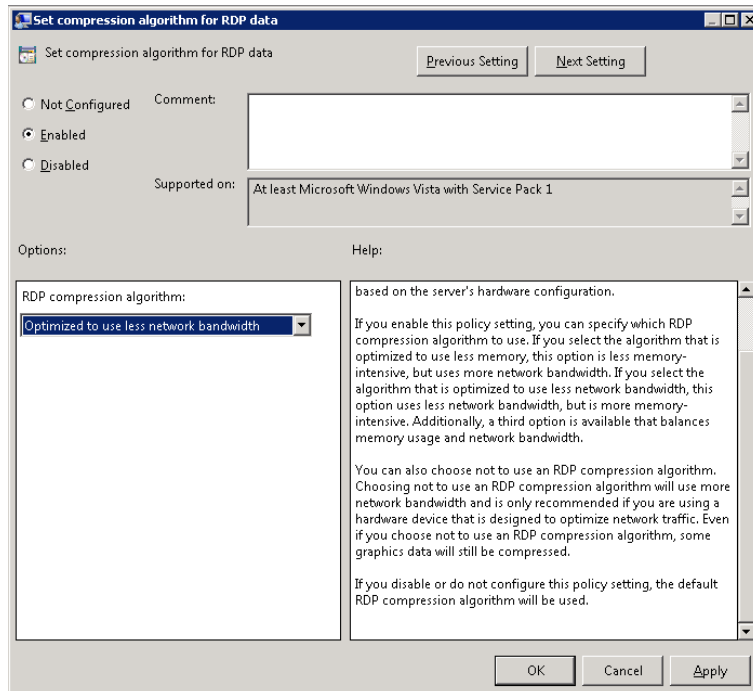 Set compression algorithm for RDP data
Set compression algorithm for RDP data
Previous Setting
Next Setting
Not Configured
Comment:
Enabled
Disabled
Supported on:
At least Microsoft Windows Vista with Service Pack 1
Options:
Help:
RDP compression algorithm:
Optimized to use less network bandwidth
based on the server's hardware configuration.
If you enable this policy setting, you can specify which RDP
compression algorithm to use. If you select the algorithm that is
optimized to use less memory, this option is less memory-
intensive, but uses more network bandwidth. If you select the
algorithm that is optimized to use less network bandwidth, this
option uses less network bandwidth, but is more memory-
intensive. Additionally, a third option is available that balances
memory usage and network bandwidth.
You can also choose not to use an RDP compression algorithm.
Choosing not to use an RDP compression algorithm will use more
network bandwidth and is only recommended if you are using a
hardware device that is designed to optimize network traffic. Even
if you choose not to use an RDP compression algorithm, some
graphics data will still be compressed.
If you disable or do not configure this policy setting, the default
RDP compression algorithm will be used.
OK
Cancel
Apply